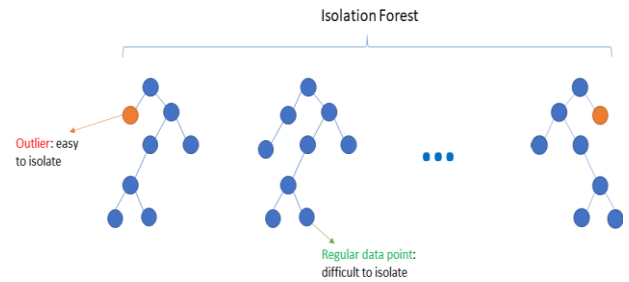 Isolation Forest
Outlier: easy
to isolate
Regular data point:
difficult to isolate